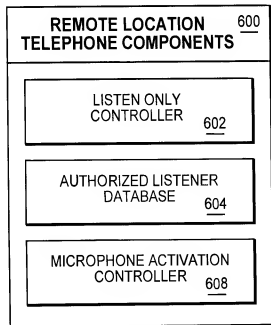 REMOTE LOCATION 600
TELEPHONE COMPONENTS
LISTEN ONLY
CONTROLLER
602
AUTHORIZED LISTENER
DATABASE 604
MICROPHONE ACTIVATION
CONTROLLER
608